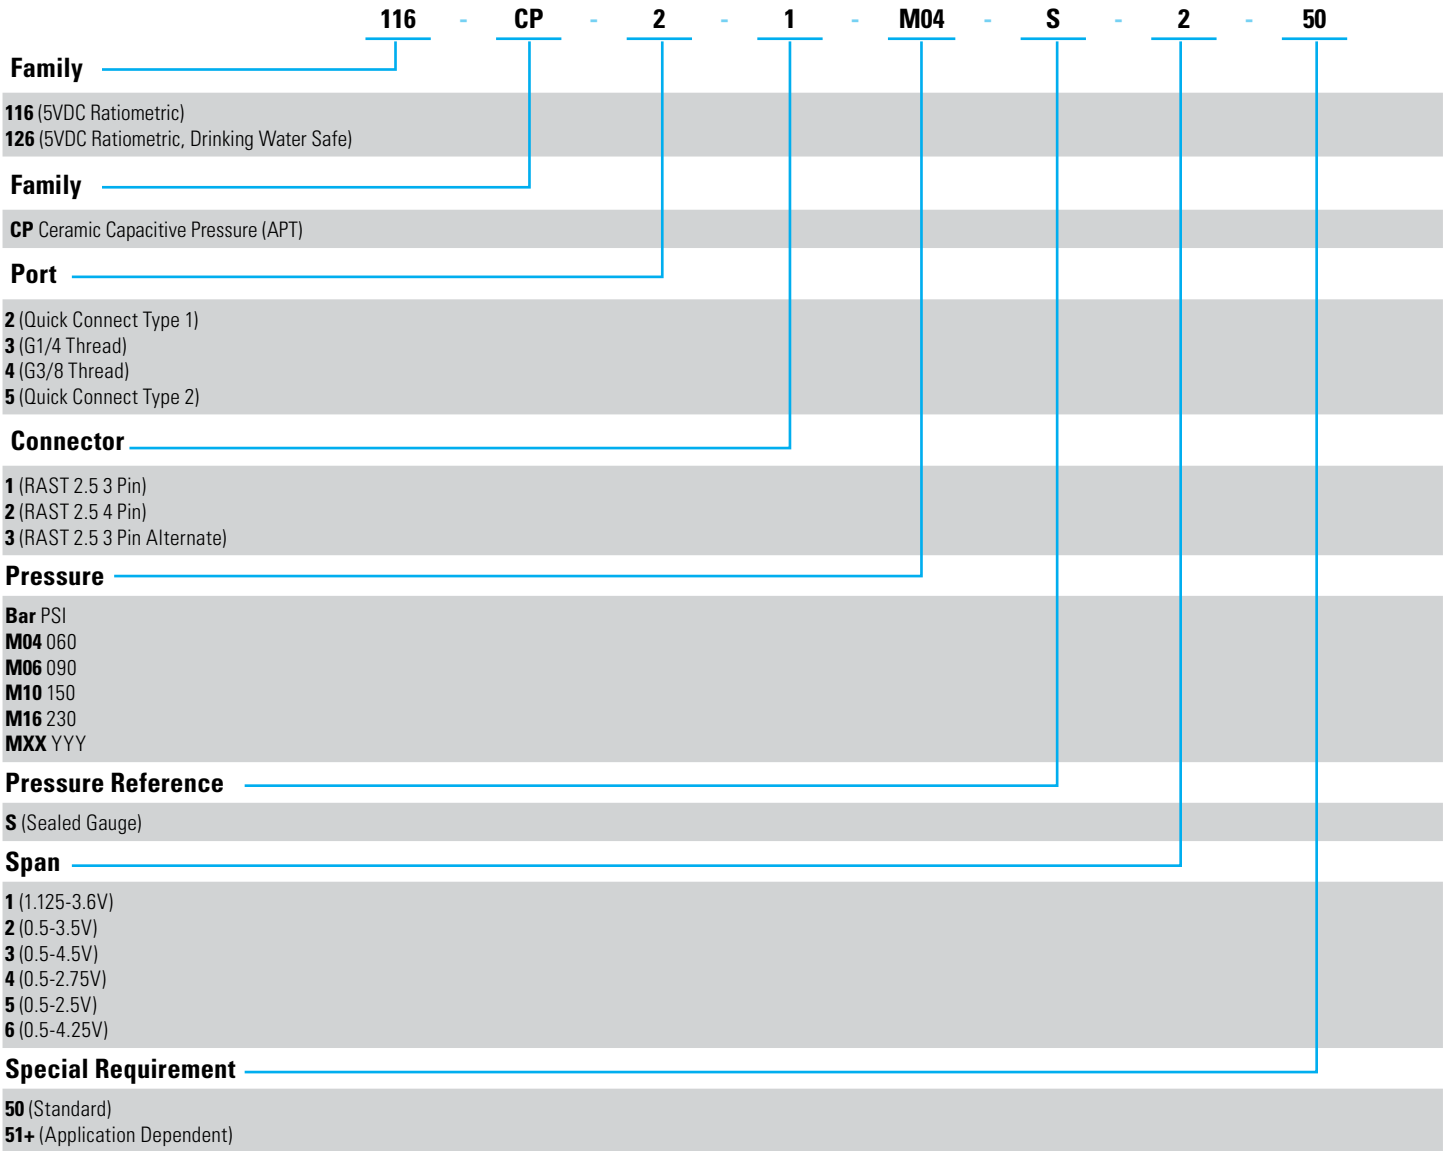 116 - CP - 2 - 1 - M04 - S - 2 - 50
Family
116 (5VDC Ratiometric)
126 (5VDC Ratiometric, Drinking Water Safe)
Family
CP Ceramic Capacitive Pressure (APT)
Port
2 (Quick Connect Type 1)
3 (G1/4 Thread)
4 (G3/8 Thread)
5 (Quick Connect Type 2)
Connector
1 (RAST 2.5 3 Pin)
2 (RAST 2.5 4 Pin)
3 (RAST 2.5 3 Pin Alternate)
Pressure
Bar PSI
M04 060
M06 090
M10 150
M16 230
MXX YYY
Pressure Reference
S (Sealed Gauge)
Span
1 (1.125-3.6V)
2 (0.5-3.5V)
3 (0.5-4.5V)
4 (0.5-2.75V)
5 (0.5-2.5V)
6 (0.5-4.25V)
Special Requirement
50 (Standard)
51+ (Application Dependent)